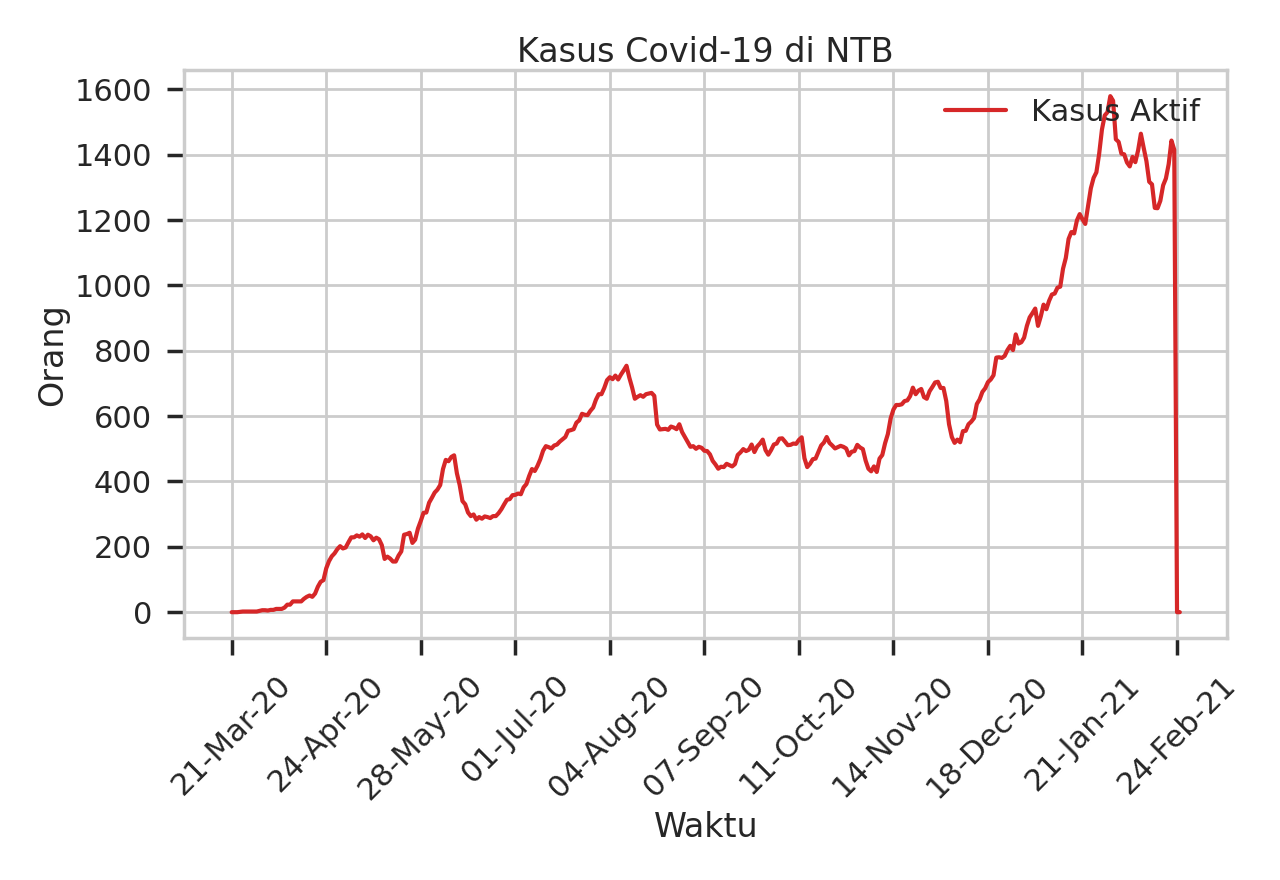 Kasus Covid-19 di NTB
1600
1400
1200
1000
800
600
400
200
0
Orang
Kasus Aktif
21-Mar-20
24-Apr-20
28-May-20
01-Jul-20
04-Aug-20
07-Sep-20
11-Oct-20
14-Nov-20
18-Dec-20
21-Jan-21
24-Feb-21
Waktu